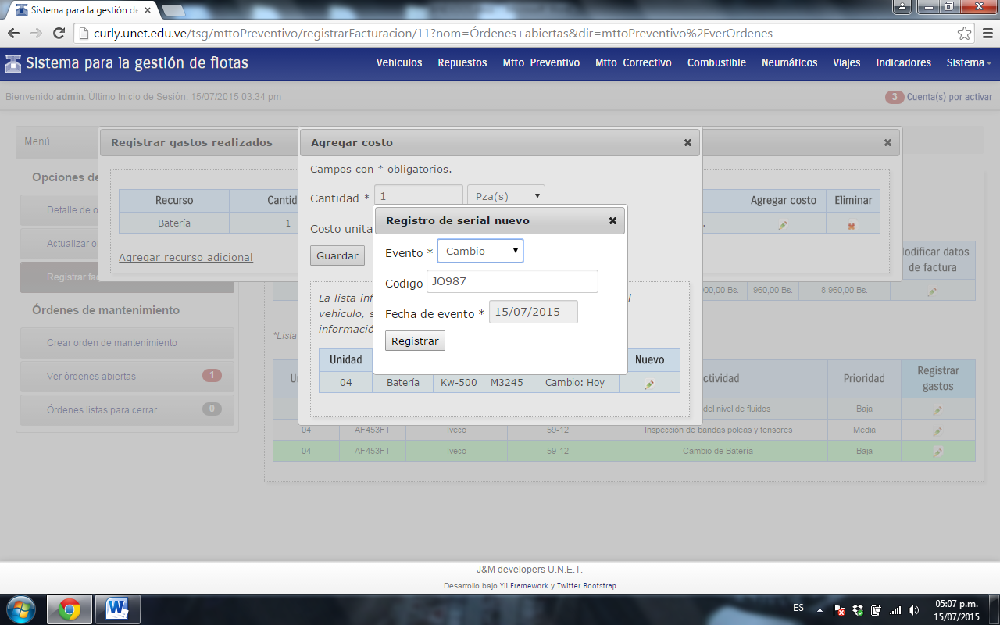 Sistema para la gestión de
curly.unet.edu.ve/tsg/mttoPreventivo/registrarFacturacion/11?nom=Órdenes+abiertas&dir=mttoPreventivo%2FverOrdenes
Sistema para la gestión de flotas Vehiculos Repuestos Mtto. Preventivo Mtto. Correctivo Combustible Neumáticos Viajes Indicadores Sistema
Bienvenido admin. Último Inicio de Sesión: 15/07/2015 03:34 pm 3 Cuenta(s) por activar
Menú
Opciones de
Detalle de o
Actualizar o
Registrar fac
Órdenes de mantenimiento
Crear orden de mantenimiento
Ver órdenes abiertas 1
Órdenes listas para cerrar 0
Registrar gastos realizados
Recurso Cantid Agregar costo Eliminar
Batería 1
Agregar recurso adicional
Agregar costo
Campos con * obligatorios.
Cantidad * 1 Pza(s)
Costo unita
Guardar
La lista inf l
vehiculo, s
informació
Unidad Nuevo
04 Batería Kw-500 M3245 Cambio: Hoy
Registro de serial nuevo
Evento * Cambio
Codigo JO987
Fecha de evento * 15/07/2015
Registrar
Modificar datos
de factura
000,00 Bs. 960,00 Bs. 8.960,00 Bs.
*Lista
ctividad Prioridad Registrar
gastos
del nivel de fluidos Baja
04 AF453FT Iveco 59-12 Inspección de bandas poleas y tensores Media
04 AF453FT Iveco 59-12 Cambio de Batería Baja
J&M developers U.N.E.T.
Desarrollo bajo Yii Framework y Twitter Bootstrap
ES 05:07 p.m.
15/07/2015